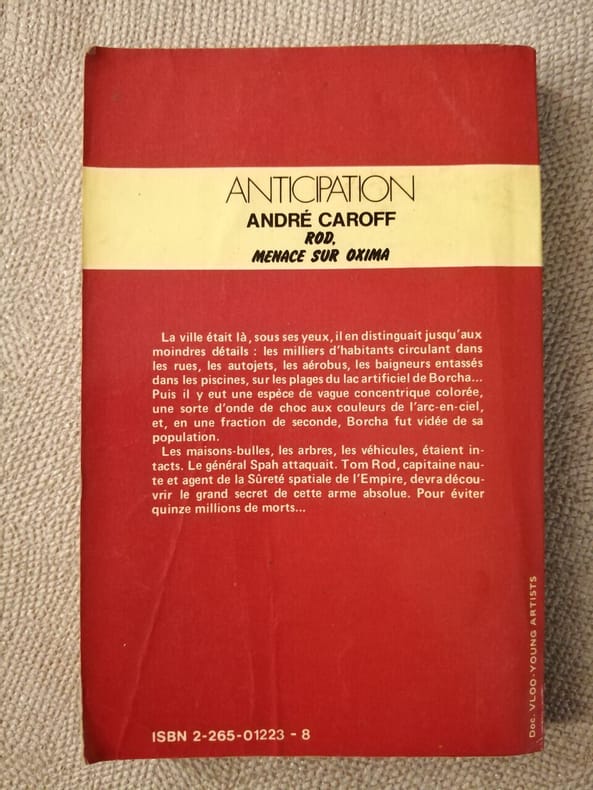 ANTICIPATION
ANDRÉ CAROFF
ROD,
MENACE SUR OXIMA
La ville était là, sous ses yeux, il en distinguait jusqu'aux
moindres détails : les milliers d'habitants circulant dans
les rues, les autojets, les aérobus, les baigneurs entassés
dans les piscines, sur les plages du lac artificiel de Borcha...
Puis il y eut une espèce de vague concentrique colorée,
une sorte d'onde de choc aux couleurs de l'arc-en-ciel,
et, en une fraction de seconde, Borcha fut vidée de sa
population.
Les maisons-bulles, les arbres, les véhicules, étaient in-
tacts. Le général Spah attaquait. Tom Rod, capitaine nau-
te et agent de la Sûreté spatiale de l'Empire, devra décou-
vrir le grand secret de cette arme absolue. Pour éviter
quinze millions de morts...
ISBN 2-265-01223 - 8
Doc. VLOO-YOUNG ARTISTS